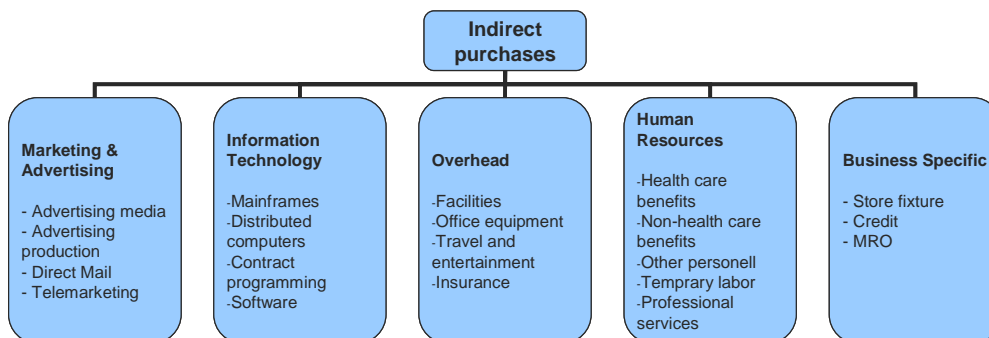 Indirect
purchases
Marketing &
Advertising
- Advertising media
- Advertising
production
- Direct Mail
- Telemarketing
Information
Technology
-Mainframes
-Distributed
computers
-Contract
programming
-Software
Overhead
-Facilities
-Office equipment
-Travel and
entertainment
-Insurance
Human
Resources
-Health care
benefits
-Non-health care
benefits
-Other personell
-Temprary labor
-Professional
services
Business Specific
- Store fixture
- Credit
- MRO